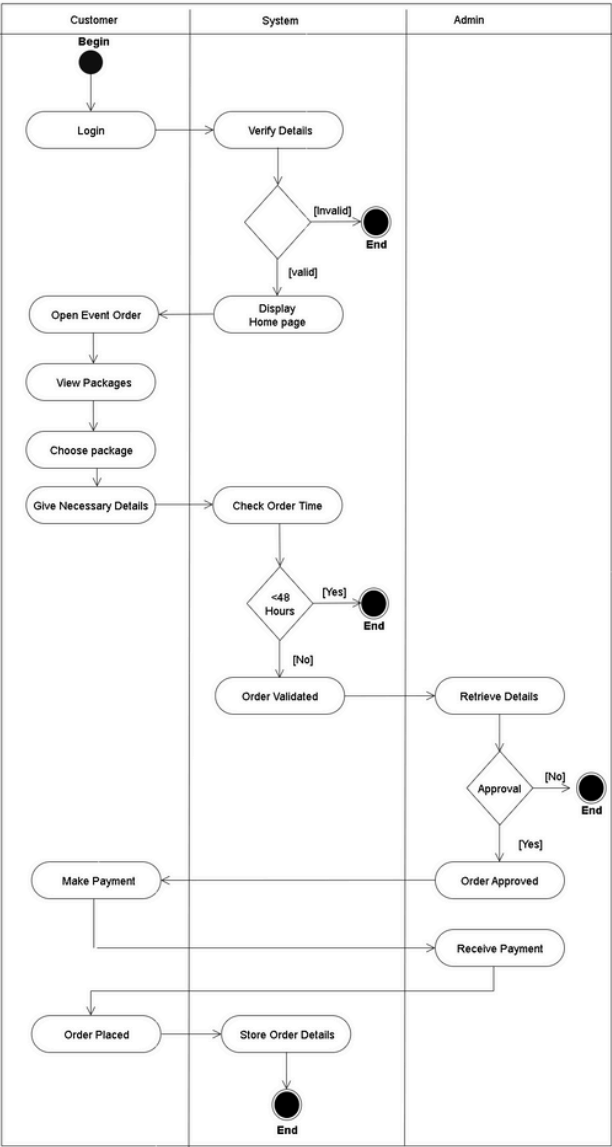 Customer
System
Admin
Begin
Login
Verify Details
[Invalid]
End
[valid]
Open Event Order
Display
Home page
View Packages
Choose package
Give Necessary Details
Check Order Time
<48
Hours
[Yes]
End
[No]
Order Validated
Retrieve Details
Approval
[No]
End
[Yes]
Make Payment
Order Approved
Receive Payment
Order Placed
Store Order Details
End